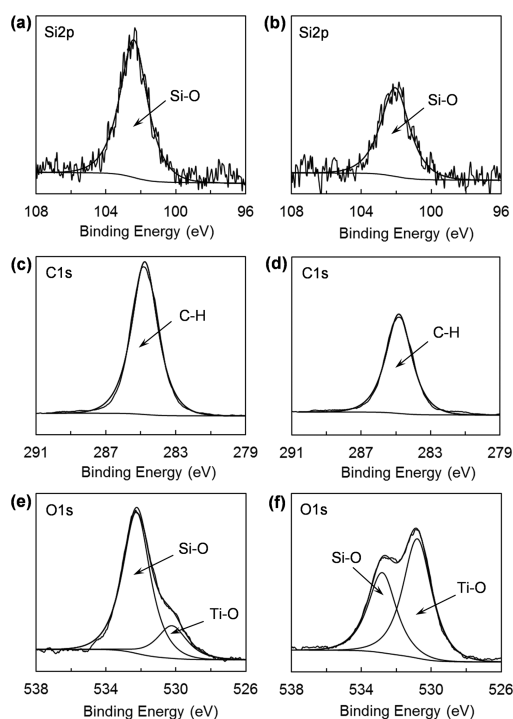 (a)
Si2p
Si-O
108 104 100 96
Binding Energy (eV)
(b)
Si2p
Si-O
108 104 100 96
Binding Energy (eV)
(c)
C1s
C-H
291 287 283 279
Binding Energy (eV)
(d)
C1s
C-H
291 287 283 279
Binding Energy (eV)
(e)
O1s
Si-O
Ti-O
538 534 530 526
Binding Energy (eV)
(f)
O1s
Si-O
Ti-O
538 534 530 526
Binding Energy (eV)